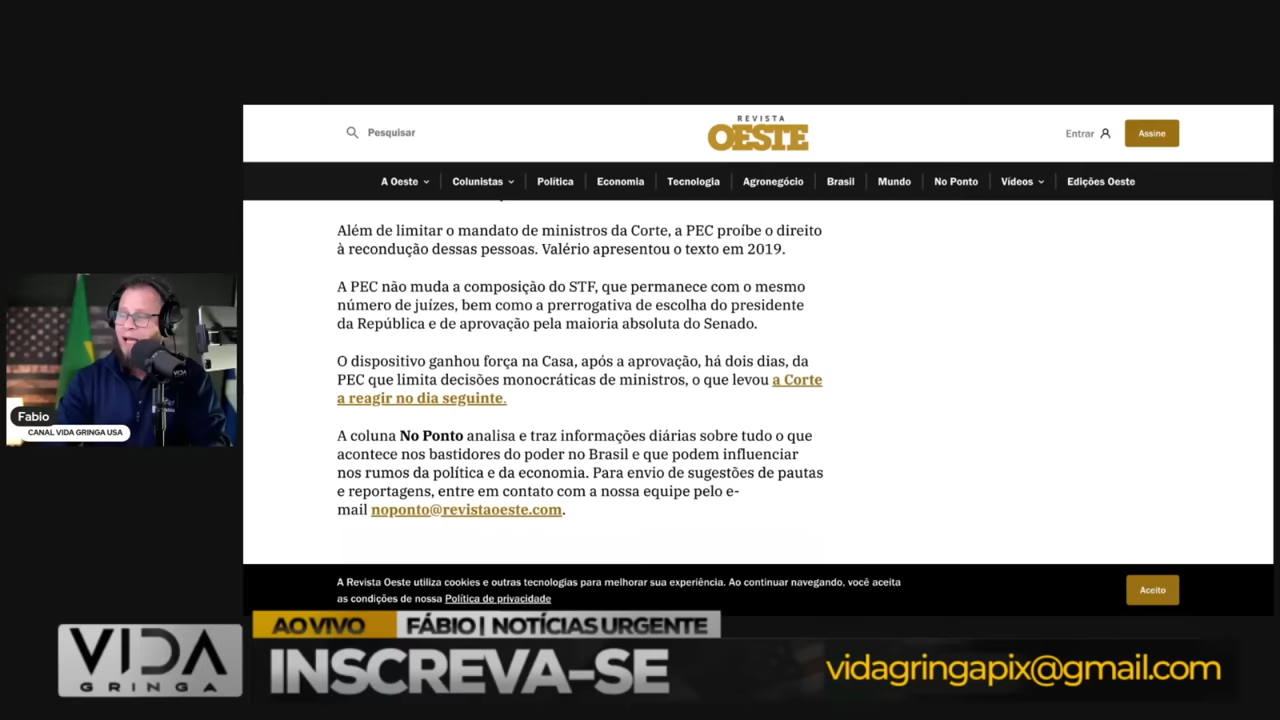 Pesquisar
REVISTA
OESTE
Entrar
Assine
A Oeste
Colunistas
Política
Economia
Tecnologia
Agronegócio
Brasil
Mundo
No Ponto
Vídeos
Edições Oeste
Além de limitar o mandato de ministros da Corte, a PEC proíbe o direito
à recondução dessas pessoas. Valério apresentou o texto em 2019.
A PEC não muda a composição do STF, que permanece com o mesmo
número de juízes, bem como a prerrogativa de escolha do presidente
da República e de aprovação pela maioria absoluta do Senado.
O dispositivo ganhou força na Casa, após a aprovação, há dois dias, da
PEC que limita decisões monocráticas de ministros, o que levou a Corte
a reagir no dia seguinte.
A coluna No Ponto analisa e traz informações diárias sobre tudo o que
acontece nos bastidores do poder no Brasil e que podem influenciar
nos rumos da política e da economia. Para envio de sugestões de pautas
e reportagens, entre em contato com a nossa equipe pelo e-
mail noponto@revistaoeste.com.
Fabio
CANAL VIDA GRINGA USA
A Revista Oeste utiliza cookies e outras tecnologias para melhorar sua experiência. Ao continuar navegando, você aceita
as condições de nossa Política de privacidade
Aceito
AO VIVO
FÁBIO | NOTÍCIAS URGENTE
VIDA
GRINGA
INSCREVA-SE
vidagringapix@gmail.com